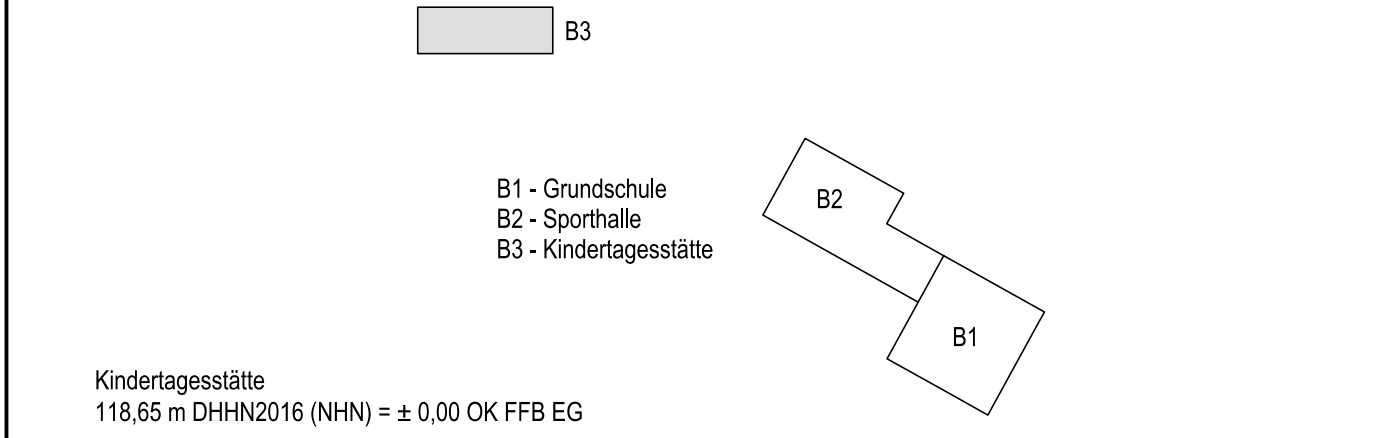 B3
B1 - Grundschule
B2 - Sporthalle
B3 - Kindertagesstätte
B2
B1
Kindertagesstätte
118,65 m DHHN2016 (NHN) = ± 0,00 OK FFB EG